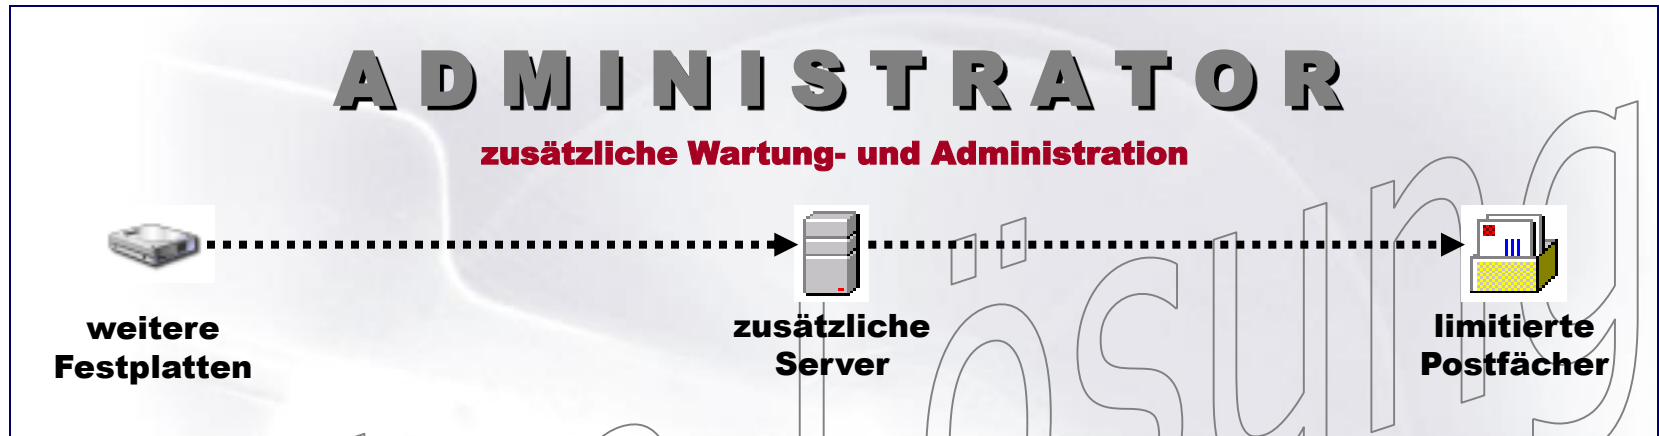 ADMINISTRATOR
zusätzliche Wartung- und Administration
weitere
Festplatten
zusätzliche
Server
limitierte
Postfächer
Lösung